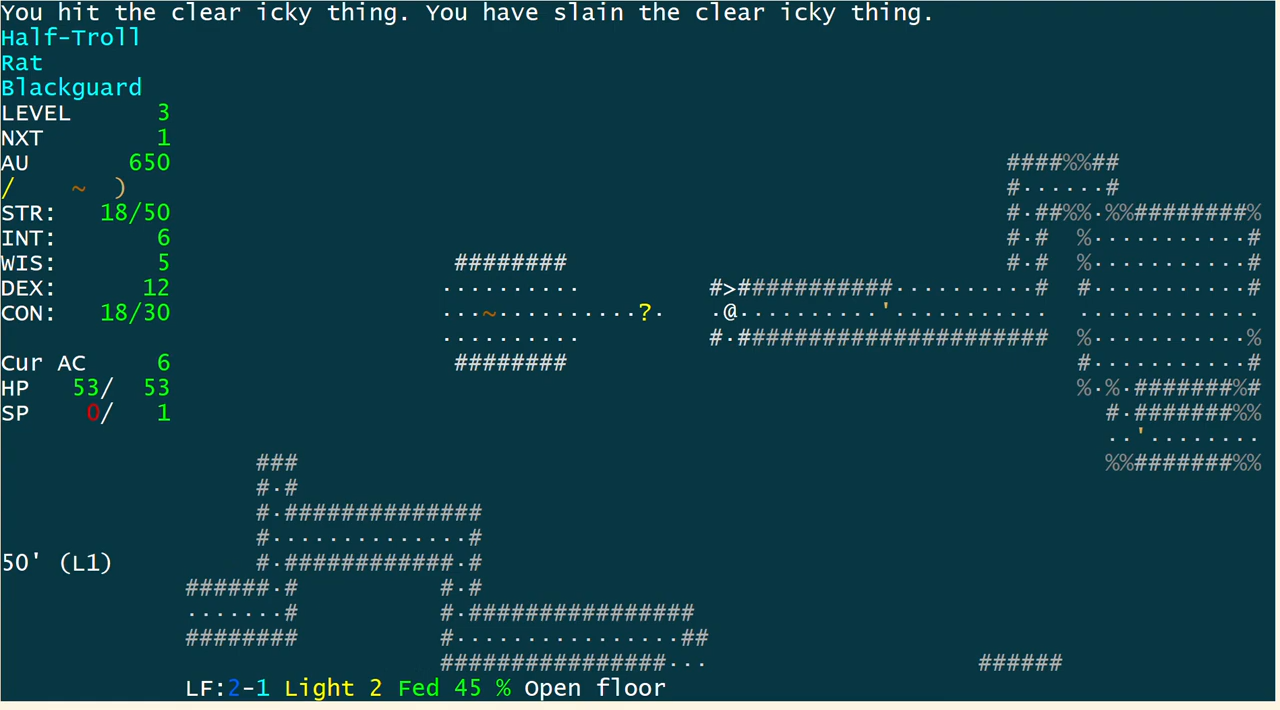 You hit the clear icky thing. You have slain the clear icky thing.
Half-Troll
Rat
Blackguard
LEVEL 3
NXT 1
AU 650
/ ~ )
STR: 18/50
INT: 6
WIS: 5
DEX: 12
CON: 18/30
Cur AC 6
HP 53/ 53
SP 0/ 1
50' (L1)
LF:2-1 Light 2 Fed 45 % Open floor